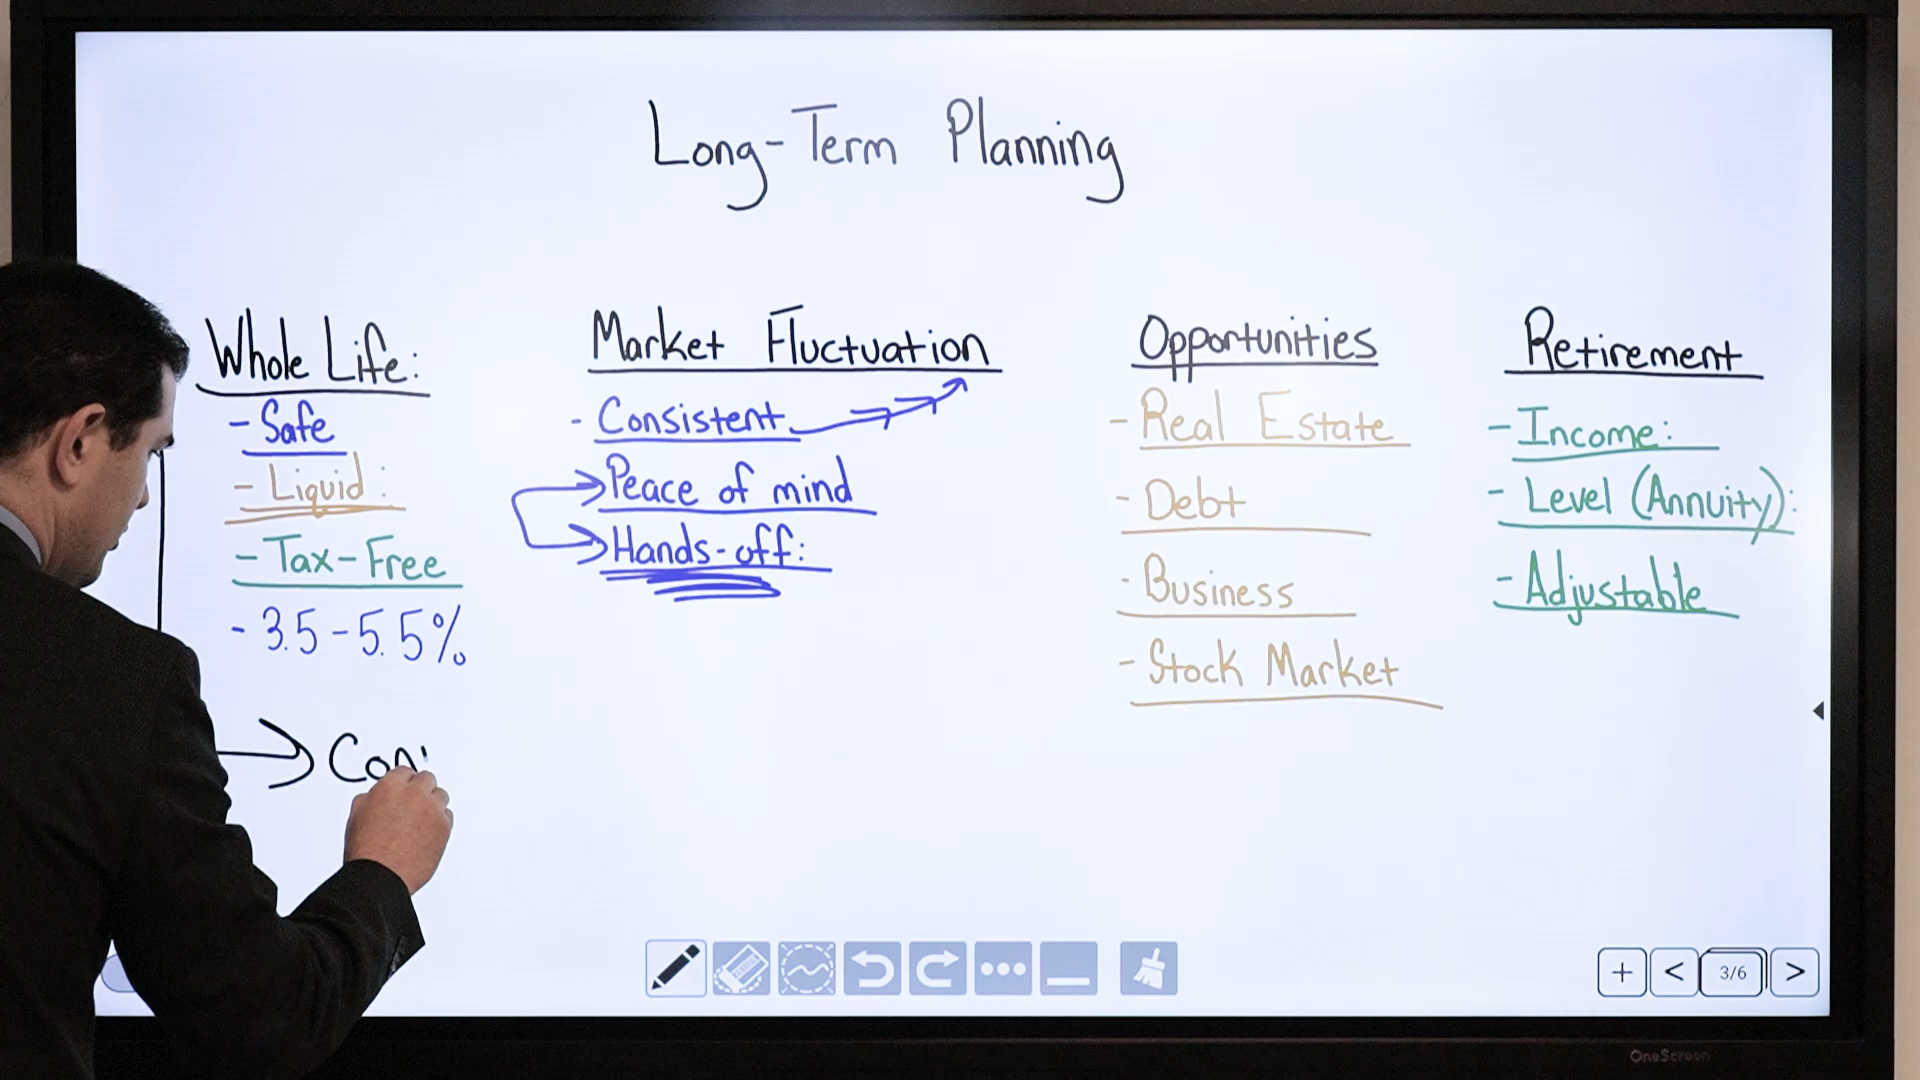 Long-Term Planning
Whole Life:
- Safe
- Liquid:
- Tax-Free
- 3.5-5.5%
Market Fluctuation
- Consistent
Peace of mind
Hands-off:
Opportunities
- Real Estate
- Debt
- Business
- Stock Market
Retirement
- Income:
- Level (Annuity):
- Adjustable
3/6
OneScreen